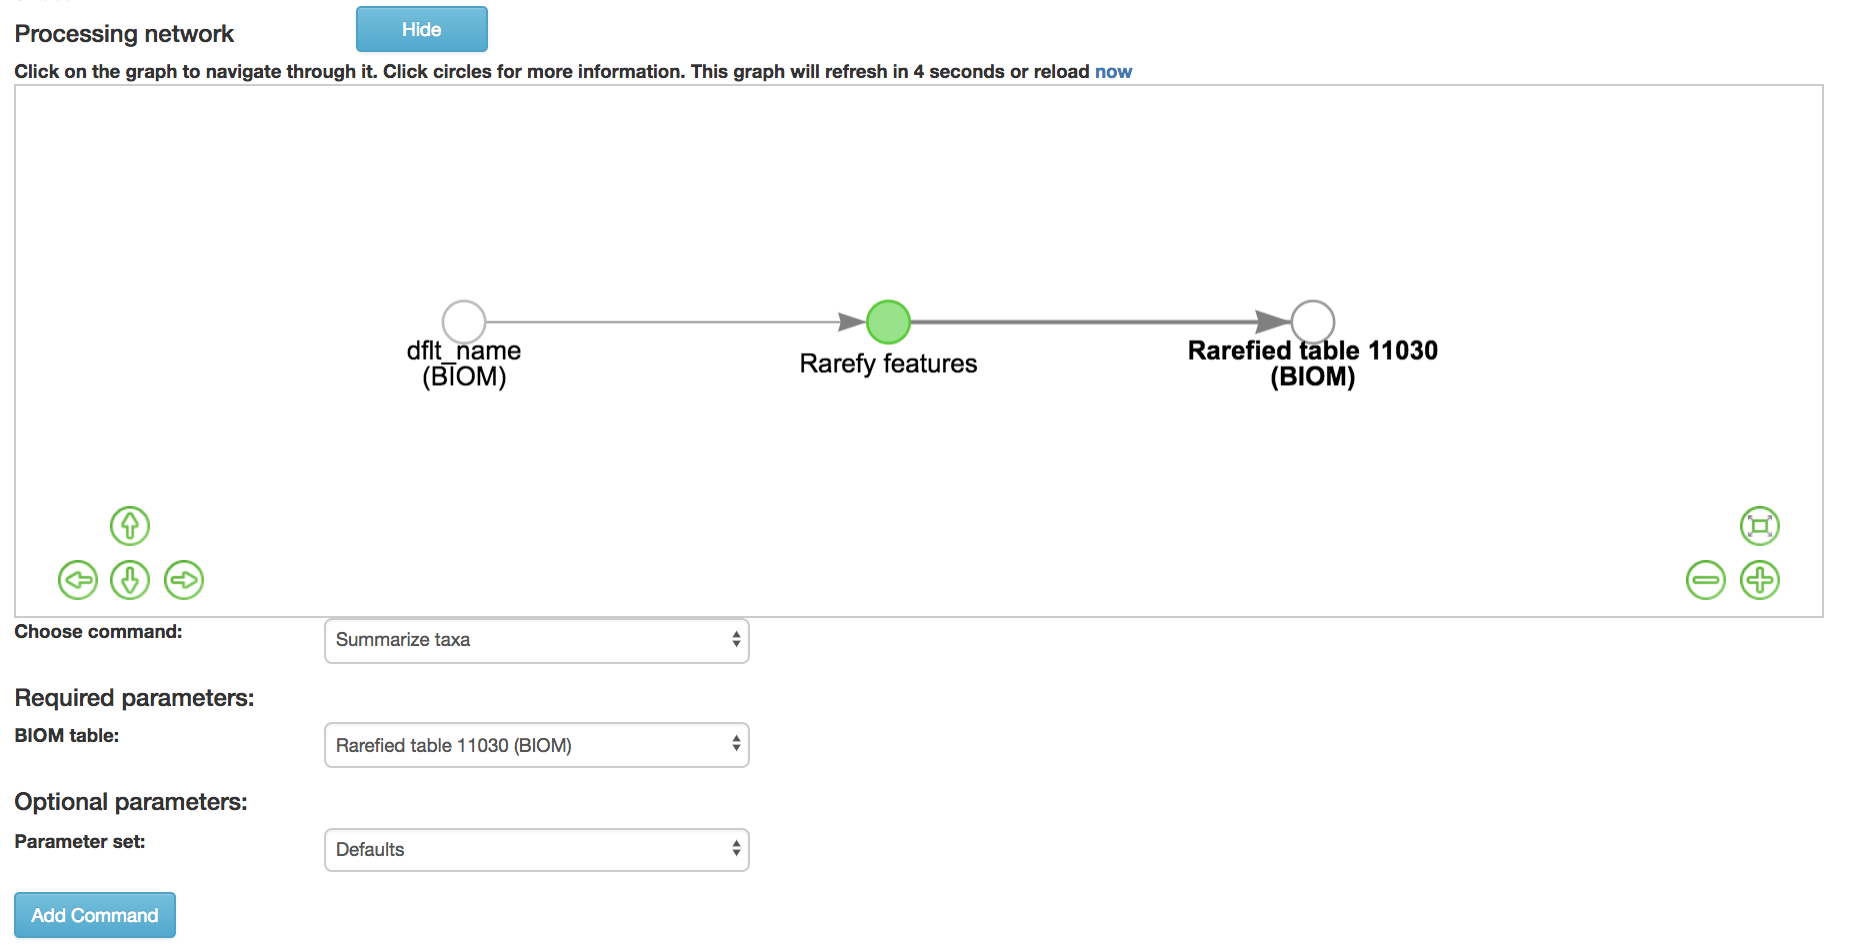 Processing network
Hide
Click on the graph to navigate through it. Click circles for more information. This graph will refresh in 4 seconds or reload now
dflt_name
(BIOM)
Rarefy features
Rarefied table 11030
(BIOM)
Choose command:
Summarize taxa
Required parameters:
BIOM table:
Rarefied table 11030 (BIOM)
Optional parameters:
Parameter set:
Defaults
Add Command